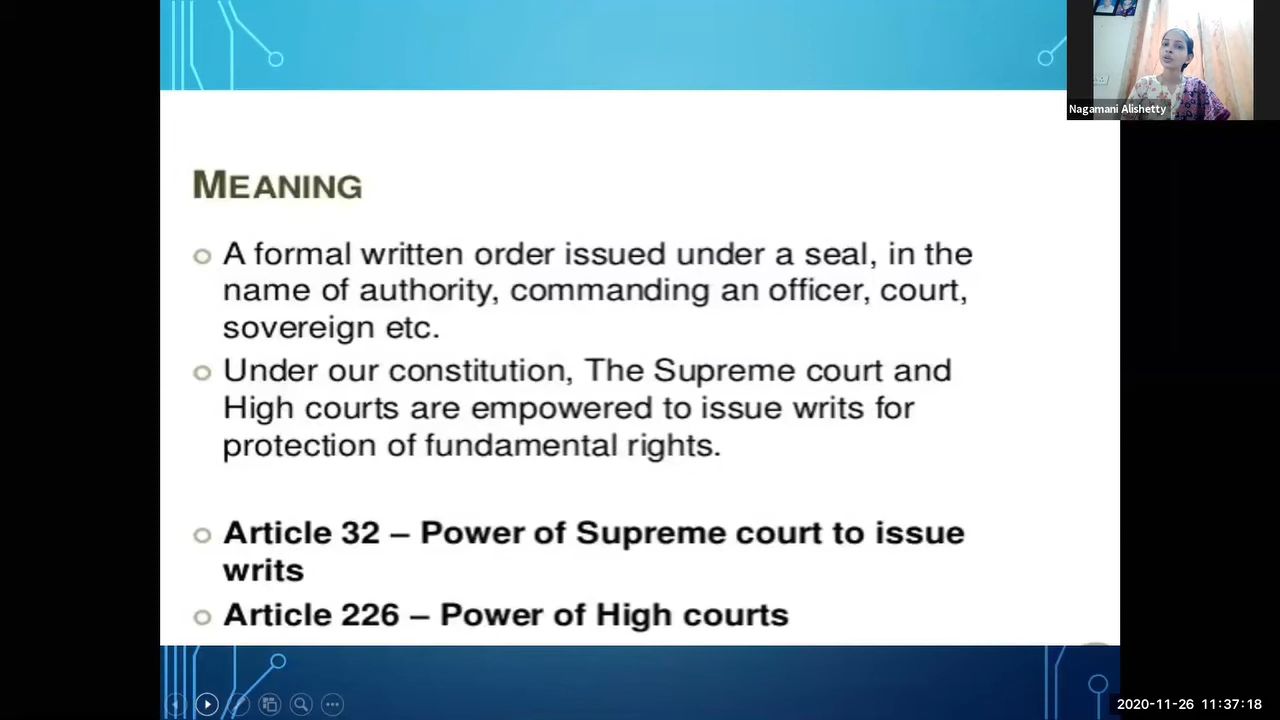 Nagamani Alishetty
MEANING
A formal written order issued under a seal, in the
name of authority, commanding an officer, court,
sovereign etc.
Under our constitution, The Supreme court and
High courts are empowered to issue writs for
protection of fundamental rights.
Article 32 – Power of Supreme court to issue
writs
Article 226 – Power of High courts
2020-11-26 11:37:18